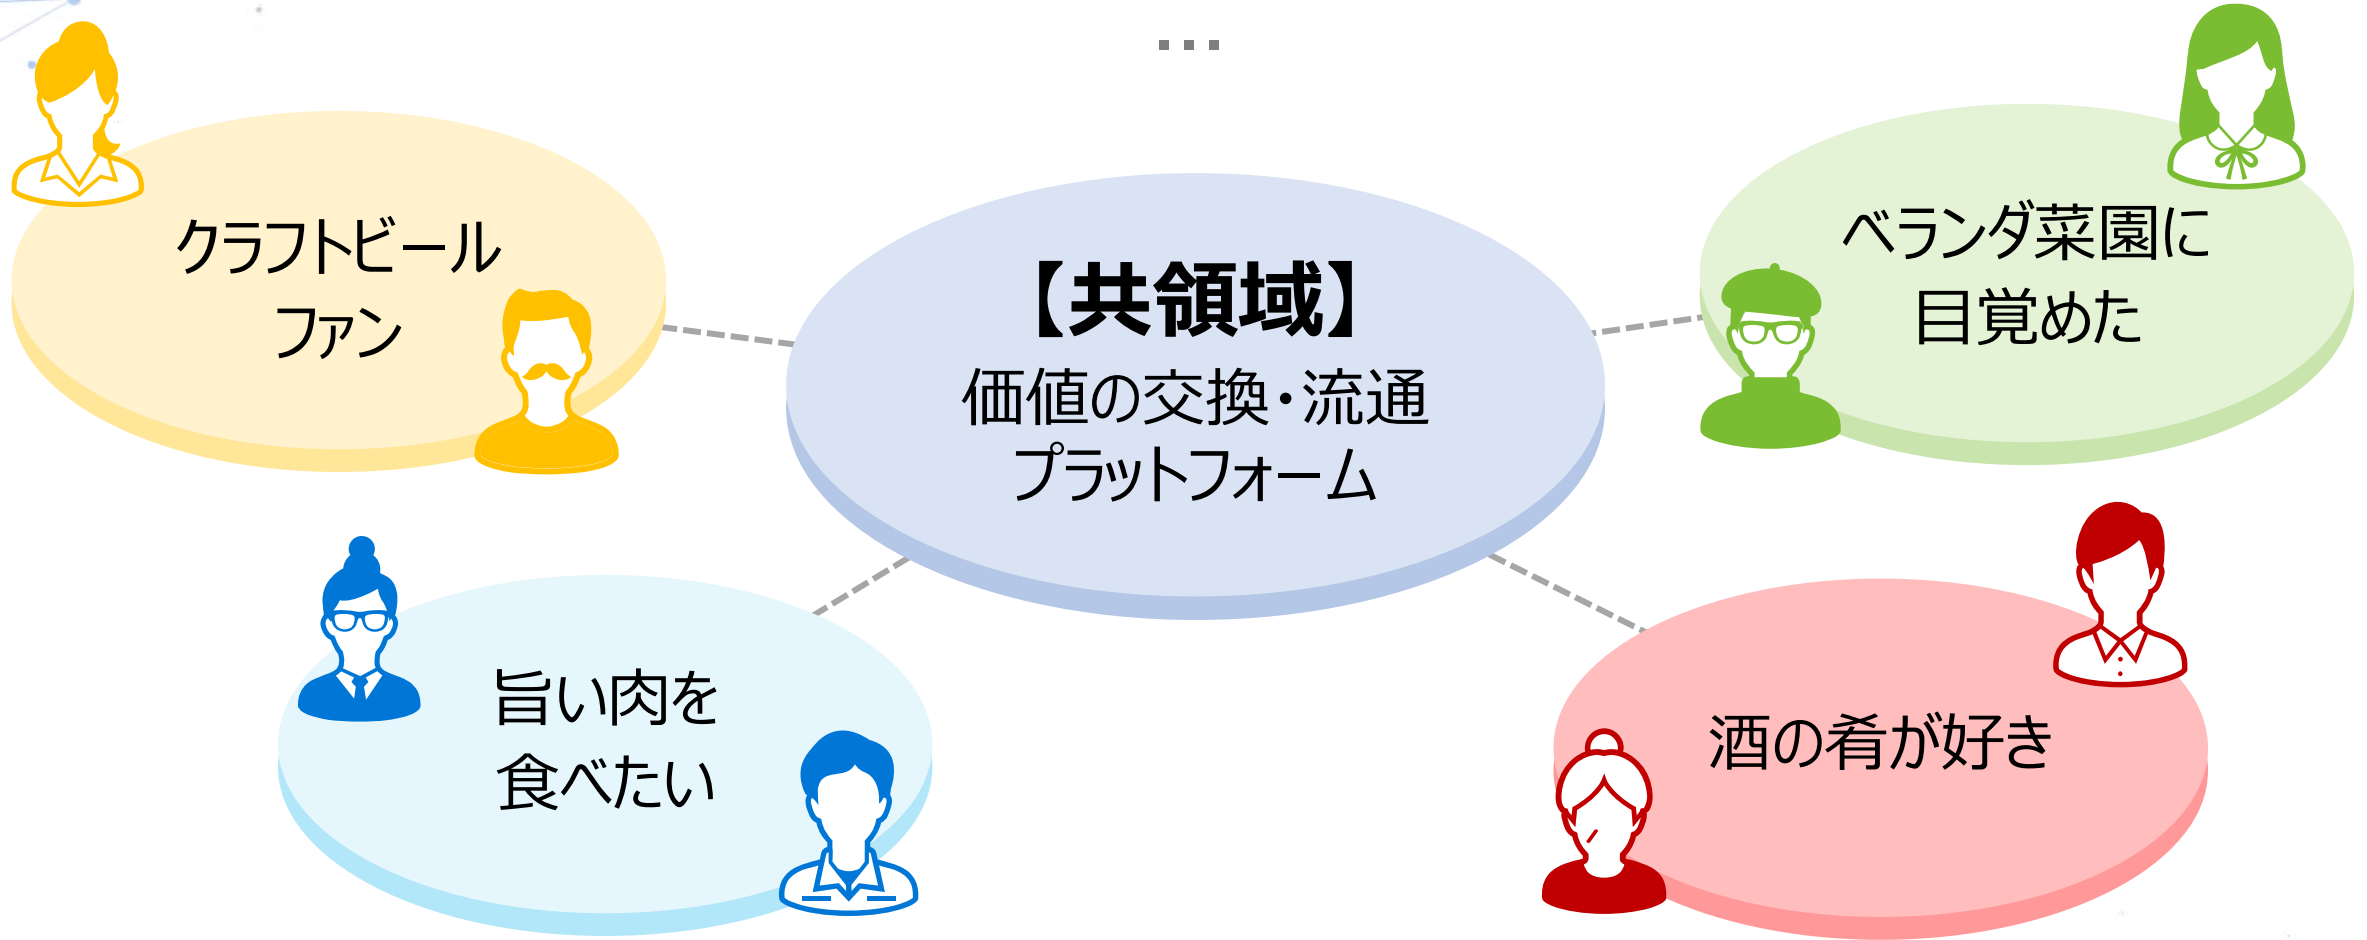 …
クラフトビール
ファン
【共領域】
価値の交換・流通
プラットフォーム
ベランダ菜園に
目覚めた
旨い肉を
食べたい
酒の肴が好き